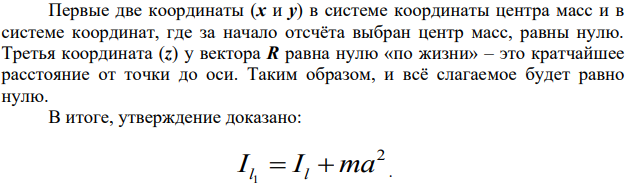 Первые две координаты (x и y) в системе координаты центра масс и в
системе координат, где за начало отсчёта выбран центр масс, равны нулю.
Третья координата (z) у вектора R равна нулю «по жизни» – это кратчайшее
расстояние от точки до оси. Таким образом, и всё слагаемое будет равно
нулю.
В итоге, утверждение доказано:
I_{l_1} = I_l + ma^2.